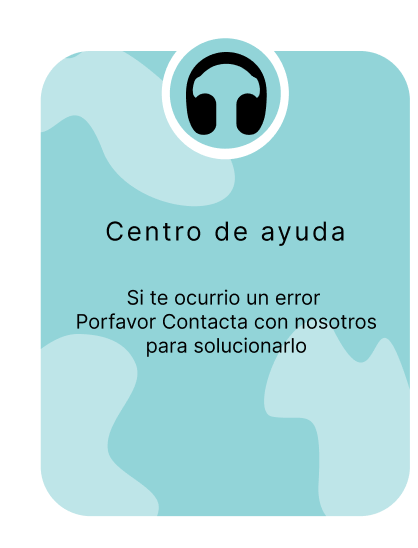 Centro de ayuda
Si te ocurrio un error
Porfavor Contacta con nosotros
para solucionarlo